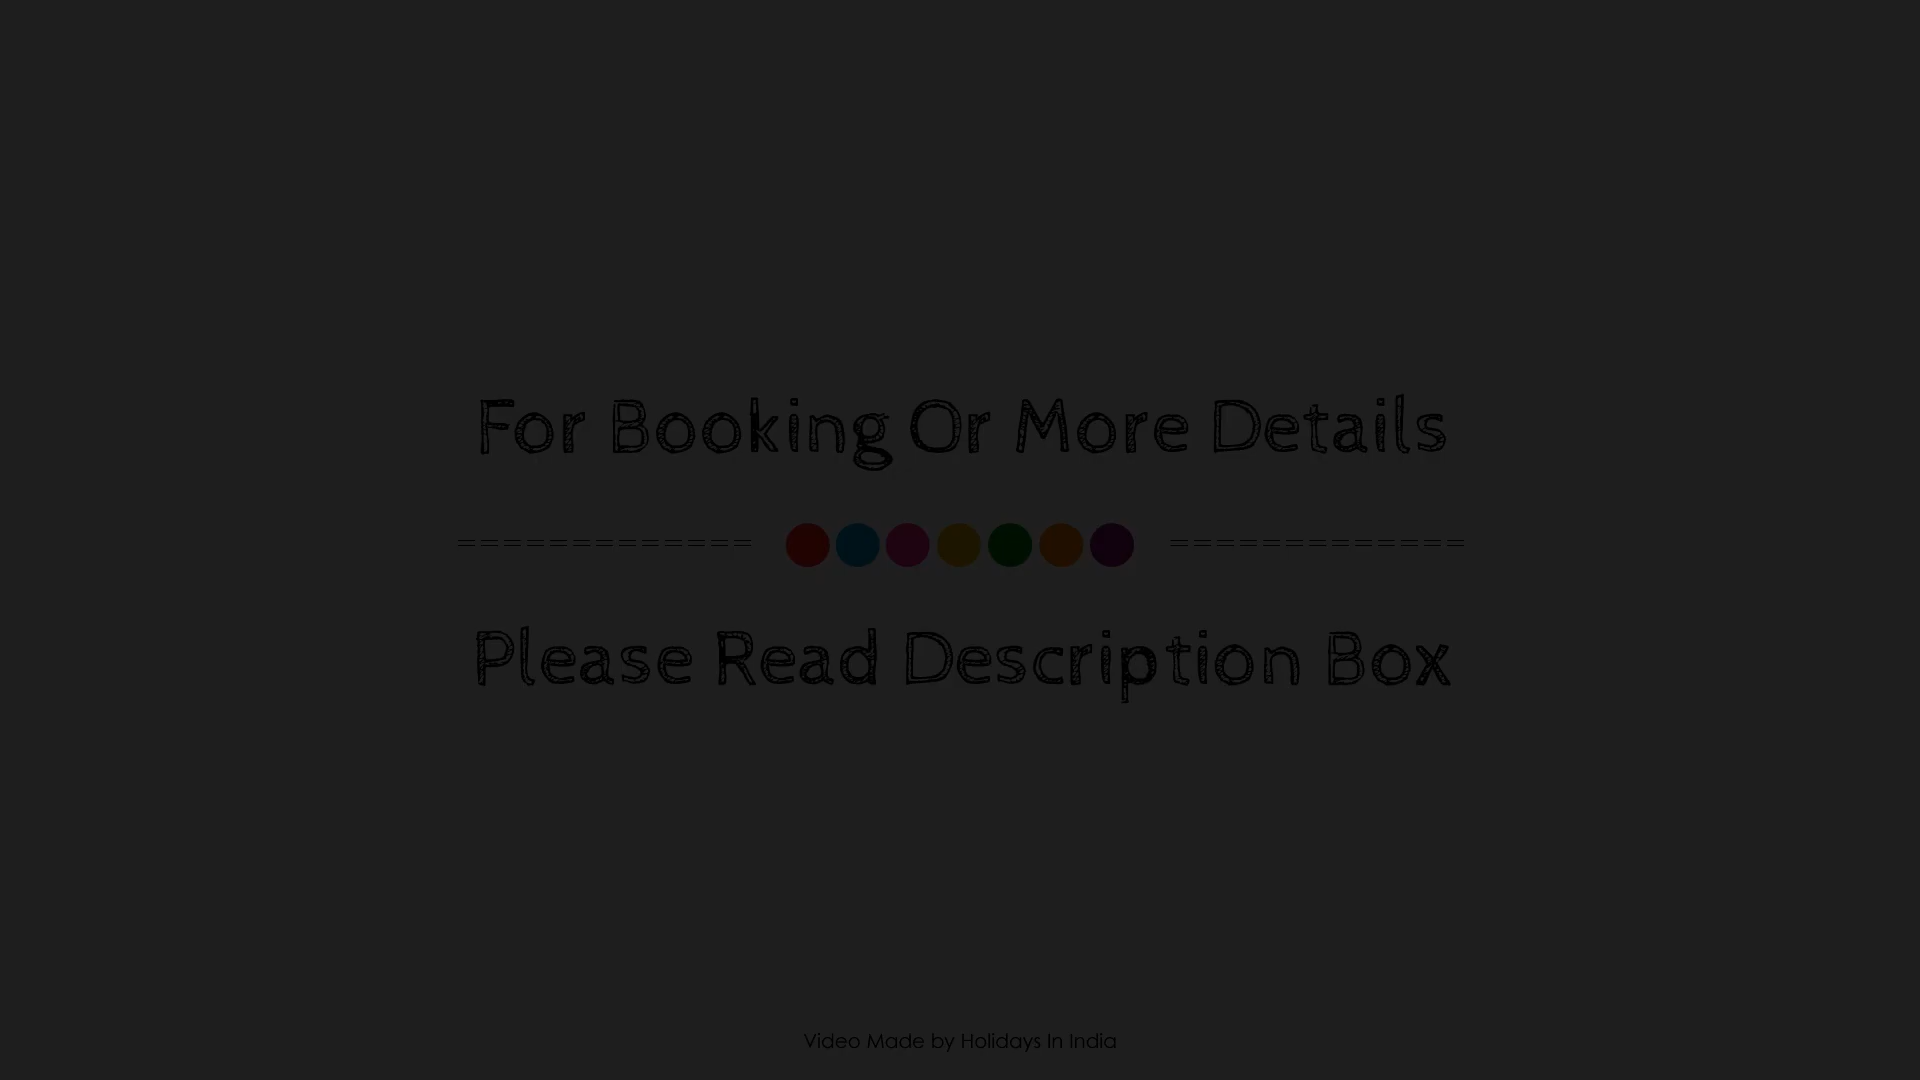 For Booking Or More Details
============= =============
Please Read Description Box
Video Made by Holidays In India